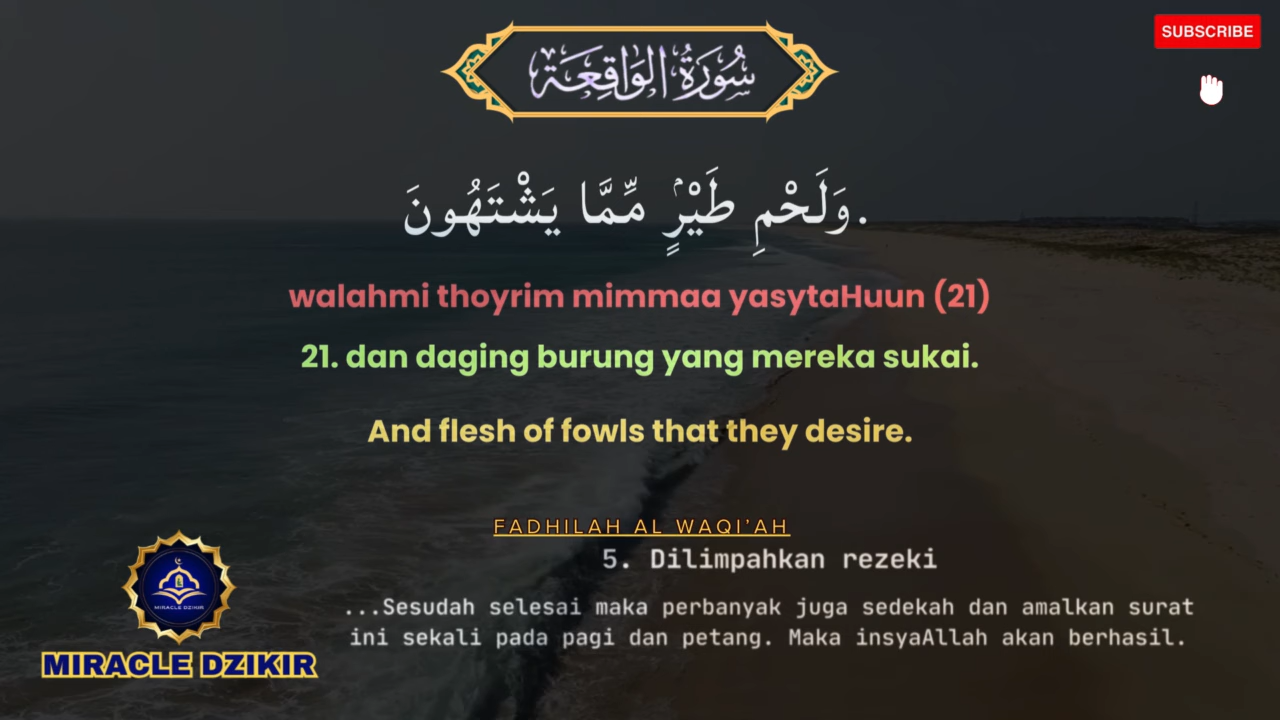 SUBSCRIBE
سُورَةُ الوَاقِعَة
وَلَحْمِ طَيْرٍۢ مِّمَّا يَشْتَهُونَ.
walahmi thoyrim mimmaa yasytaHuun (21)
21. dan daging burung yang mereka sukai.
And flesh of fowls that they desire.
FADHILAH AL WAQI'AH
5. Dilimpahkan rezeki
...Sesudah selesai maka perbanyak juga sedekah dan amalkan surat
ini sekali pada pagi dan petang. Maka insyaAllah akan berhasil.
MIRACLE DZIKIR
MIRACLE DZIKIR